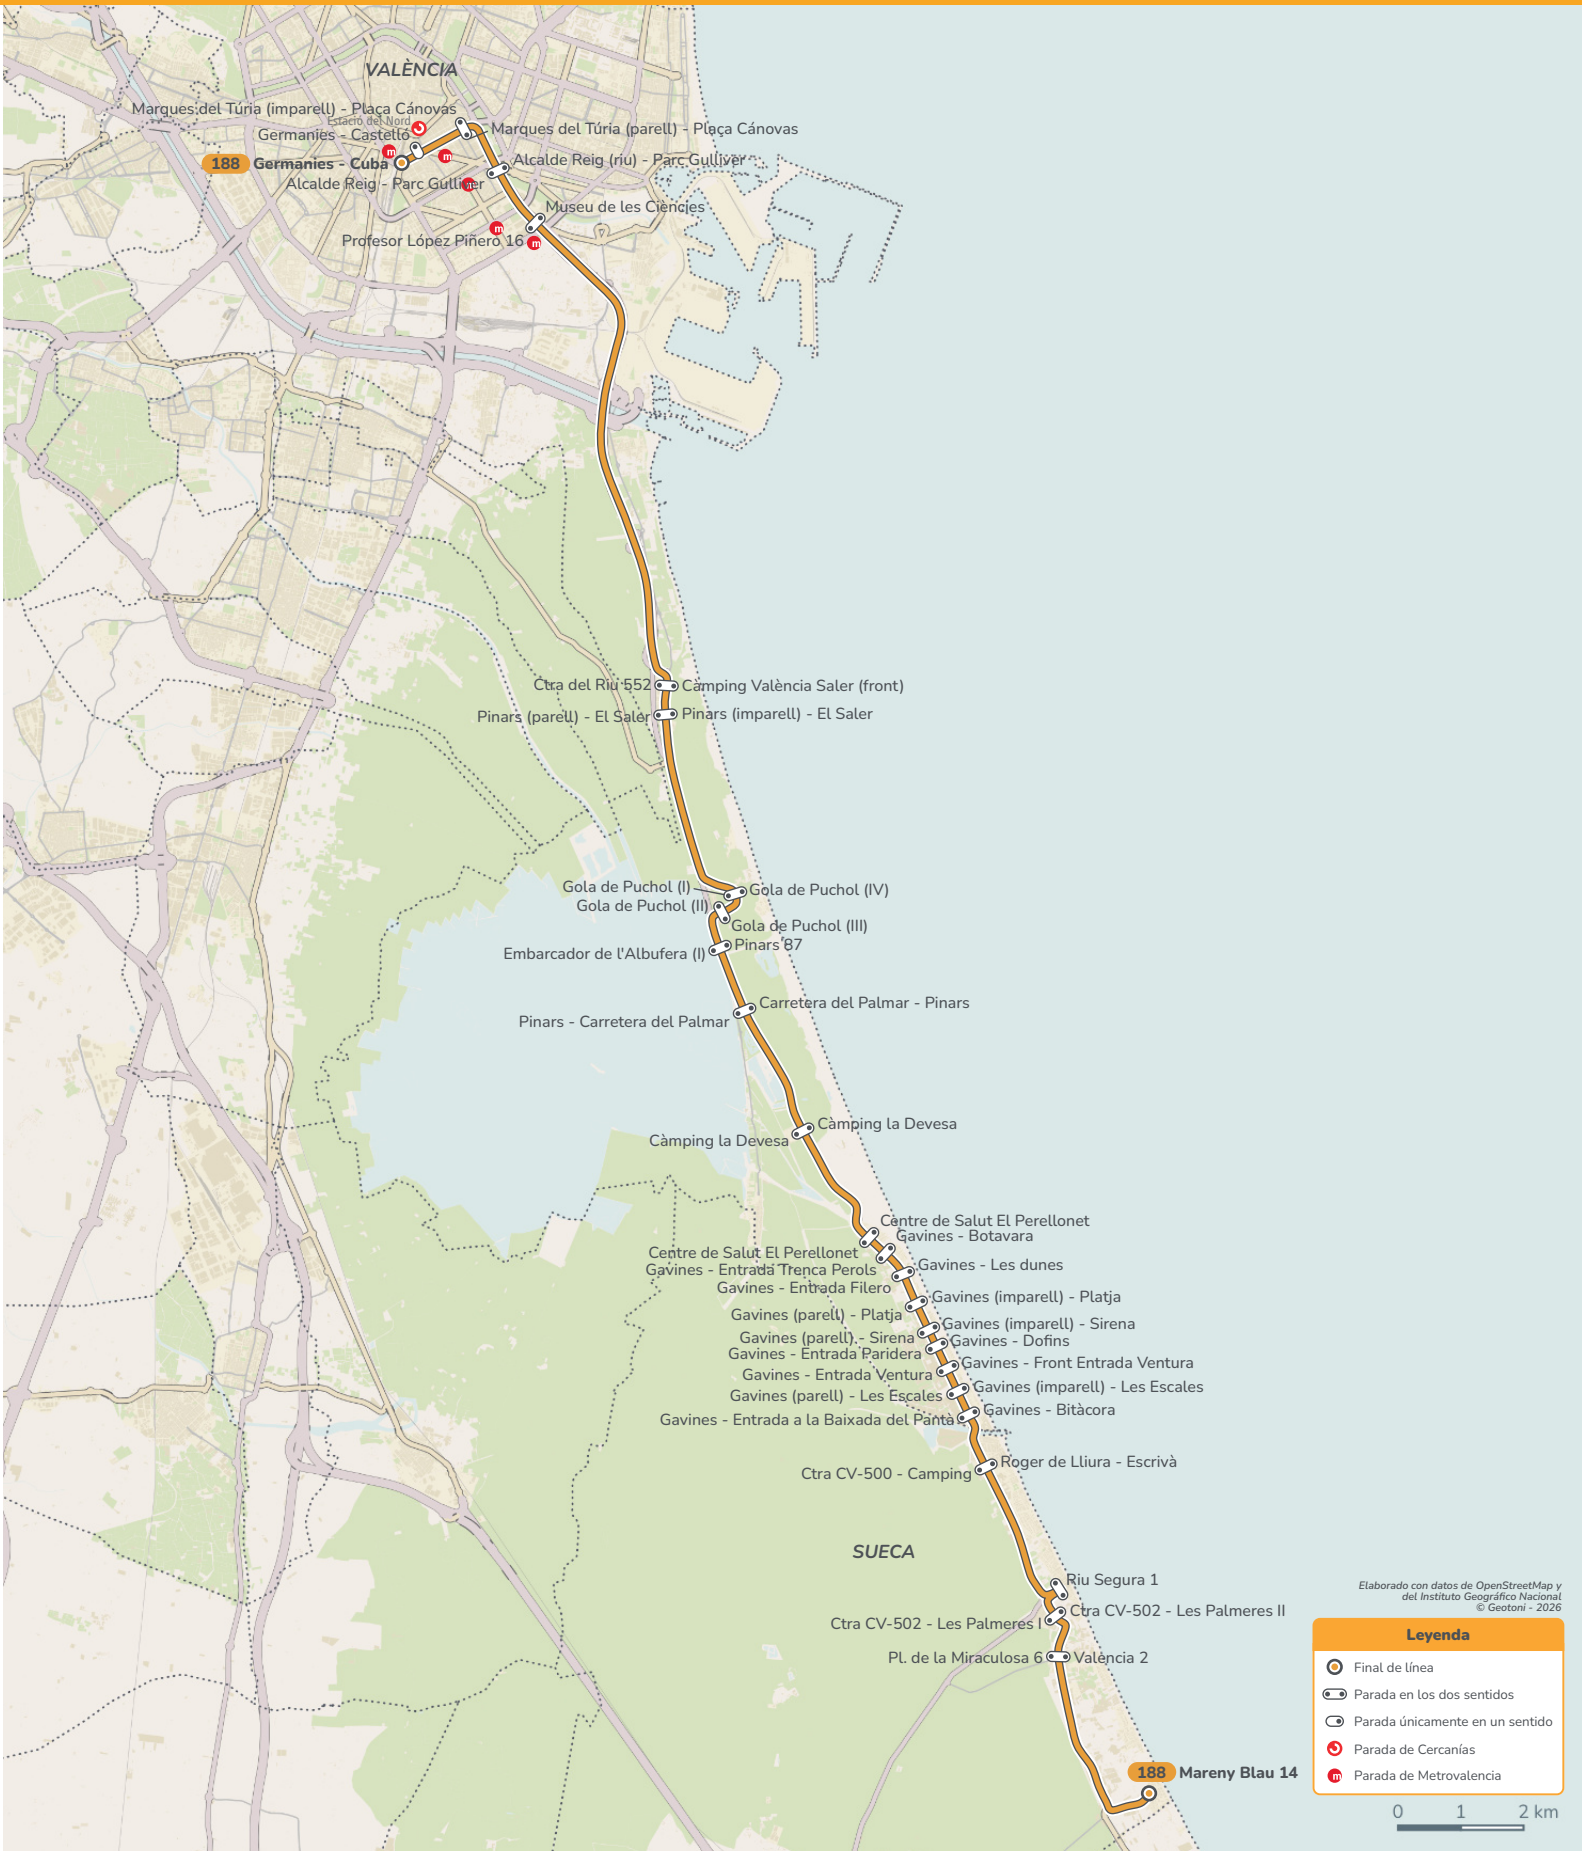 VALÈNCIA
Marques del Túria (imparell) - Plaça Cánovas
Estació del Nord
Marques del Túria (parell) - Plaça Cánovas
Germanies - Castelló
188 Germanies - Cuba
Alcalde Reig (riu) - Parc Gulliver
Alcalde Reig - Parc Gulliver
Museu de les Ciències
Profesor López Piñero 16
Ctra del Riu 552
Càmping València Saler (front)
Pinars (parell) - El Saler
Pinars (imparell) - El Saler
Gola de Puchol (I)
Gola de Puchol (IV)
Gola de Puchol (II)
Gola de Puchol (III)
Pinars 87
Embarcador de l'Albufera (I)
Carretera del Palmar - Pinars
Pinars - Carretera del Palmar
Càmping la Devesa
Càmping la Devesa
Centre de Salut El Perellonet
Gavines - Botavara
Centre de Salut El Perellonet
Gavines - Les dunes
Gavines - Entrada Trenca Perols
Gavines - Entrada Filero
Gavines (imparell) - Platja
Gavines (parell) - Platja
Gavines (imparell) - Sirena
Gavines (parell) - Sirena
Gavines - Dofins
Gavines - Entrada Paridera
Gavines - Front Entrada Ventura
Gavines - Entrada Ventura
Gavines (imparell) - Les Escales
Gavines (parell) - Les Escales
Gavines - Bitàcora
Gavines - Entrada a la Baixada del Pantà
Roger de Lliura - Escrivà
Ctra CV-500 - Camping
SUECA
Riu Segura 1
Ctra CV-502 - Les Palmeres II
Ctra CV-502 - Les Palmeres I
Pl. de la Miraculosa 6
València 2
188 Mareny Blau 14
Elaborado con datos de OpenStreetMap y
del Instituto Geográfico Nacional
© Geotoni - 2026
Leyenda
Final de línea
Parada en los dos sentidos
Parada únicamente en un sentido
Parada de Cercanías
m Parada de Metrovalencia
0 1 2 km